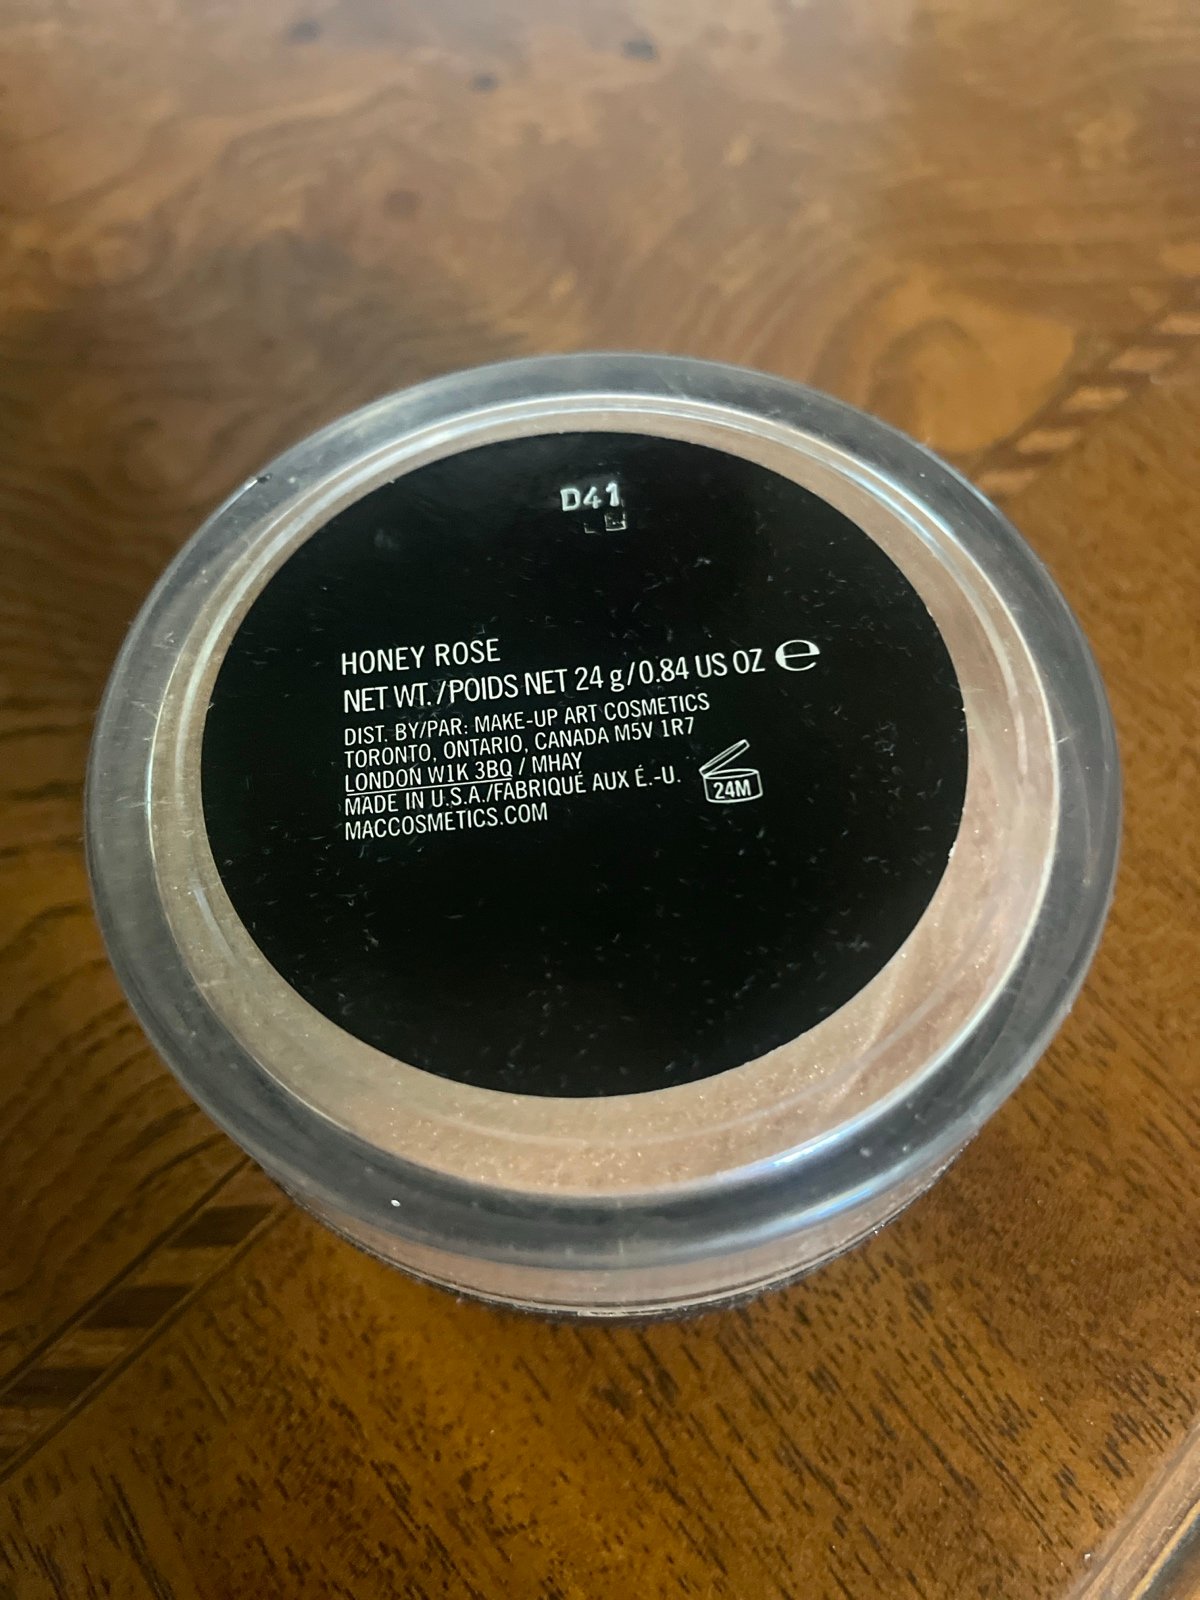 D41
HONEY ROSE
NET WT./POIDS NET 24 g/0.84 US OZ ℮
DIST. BY/PAR: MAKE-UP ART COSMETICS
TORONTO, ONTARIO, CANADA M5V 1R7
LONDON W1K 3BQ / MHAY
MADE IN U.S.A./FABRIQUÉ AUX É.-U.
24M
MACCOSMETICS.COM